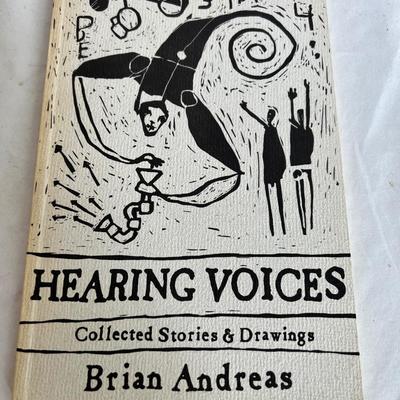 HEARING VOICES
Collected Stories & Drawings
Brian Andreas